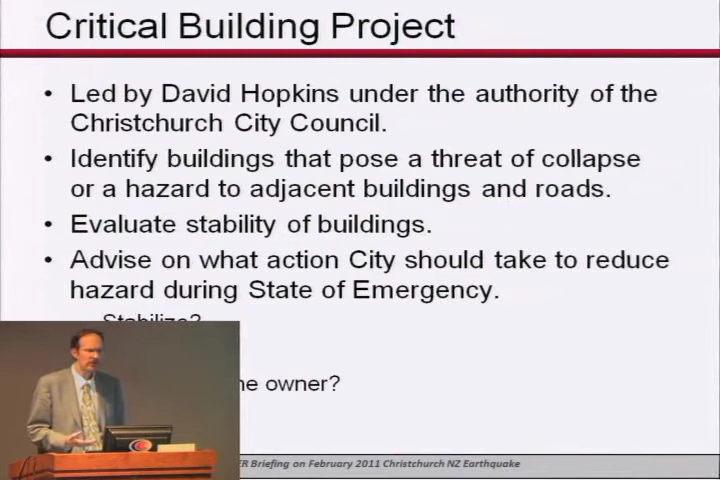 Critical Building Project
• Led by David Hopkins under the authority of the
Christchurch City Council.
• Identify buildings that pose a threat of collapse
or a hazard to adjacent buildings and roads.
• Evaluate stability of buildings.
• Advise on what action City should take to reduce
hazard during State of Emergency.
Stabilize?
owner?
Briefing on February 2011 Christchurch NZ Earthquake